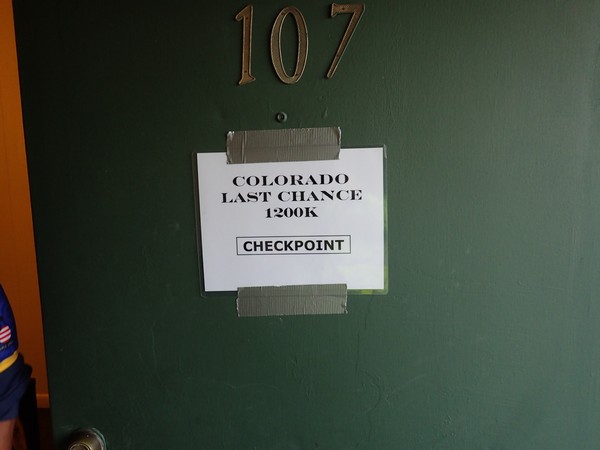 107
COLORADO
LAST CHANCE
1200K
CHECKPOINT